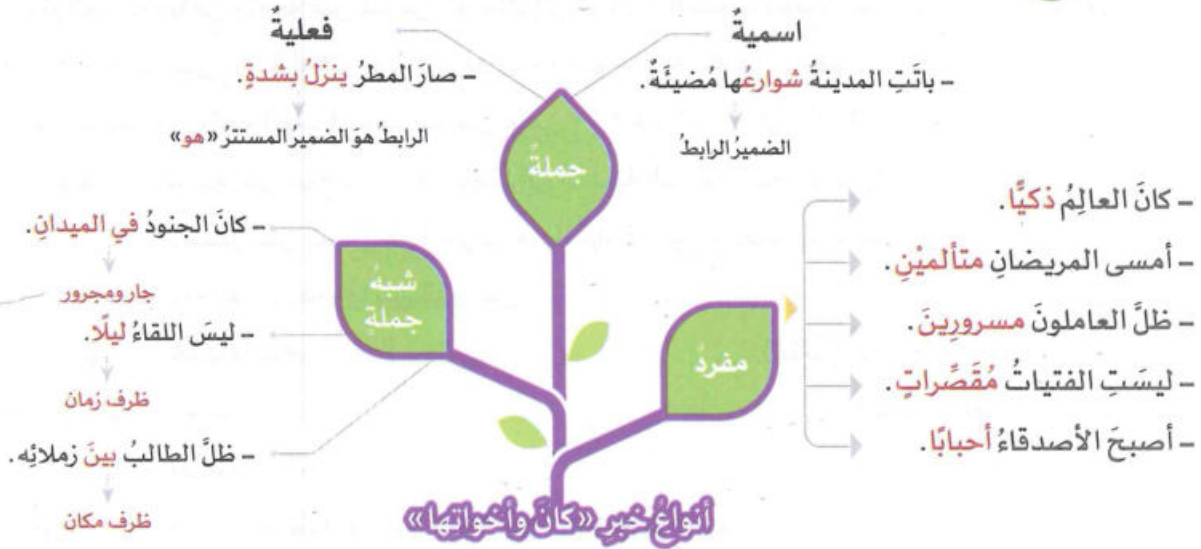 اسمية
– باتَتِ المدينةُ شوارعُها مُضيئَةٌ.
الضميرُ الرابطُ
فعليةٌ
– صارَ المطرُ ينزلُ بشدةٍ.
الرابطُ هوَ الضميرُ المستترُ «هو»
جملةٌ
– كانَ العالِمُ ذكيًّا.
– أمسى المريضانِ متألميْنِ.
– ظلَّ العاملونَ مسرورِينَ.
– ليسَتِ الفتياتُ مُقَصِّراتٍ.
– أصبحَ الأصدقاءُ أحبابًا.
مفردٌ
شبهُ
جملةٍ
– كانَ الجنودُ في الميدانِ.
جار ومجرور
– ليسَ اللقاءُ ليلًا.
ظرف زمان
– ظلَّ الطالبُ بينَ زملائِه.
ظرف مكان
أنواعُ خبرِ «كانَ وأخواتِها»